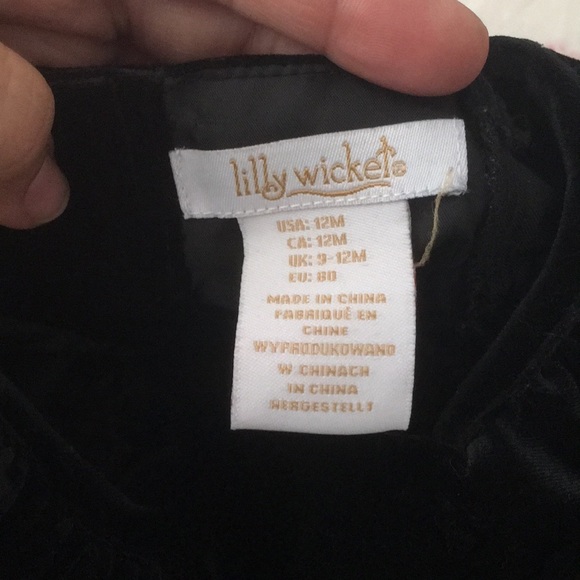 lilly wicket®
USA: 12M
CA: 12M
UK: 9-12M
EU: 80
MADE IN CHINA
FABRIQUÉ EN
CHINE
WYPRODUKOWANO
W CHINACH
IN CHINA
HERGESTELLT